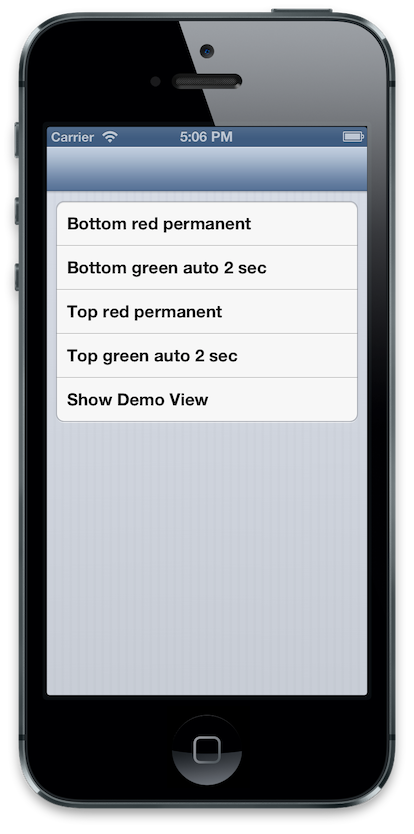 Carrier 5:06 PM
Bottom red permanent
Bottom green auto 2 sec
Top red permanent
Top green auto 2 sec
Show Demo View